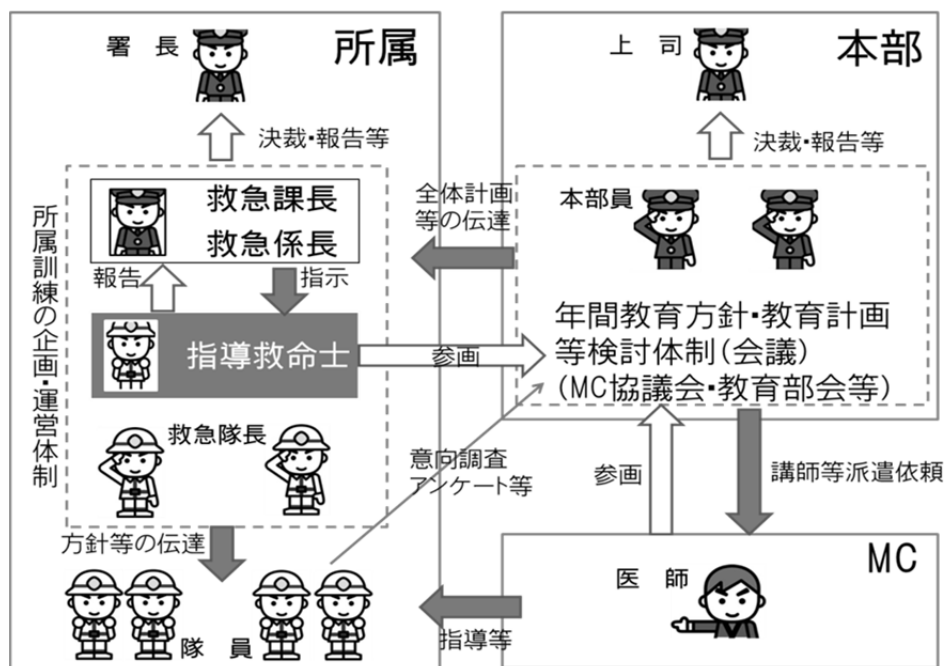 所属
署　長
決裁・報告等
所属訓練の企画・運営体制
救急課長
救急係長
報告
指示
指導救命士
救急隊長
方針等の伝達
隊　員
全体計画
等の伝達
参画
意向調査
アンケート等
指導等
本部
上　司
決裁・報告等
本部員
年間教育方針・教育計画
等検討体制(会議)
(MC協議会・教育部会等)
参画
講師等派遣依頼
MC
医　師